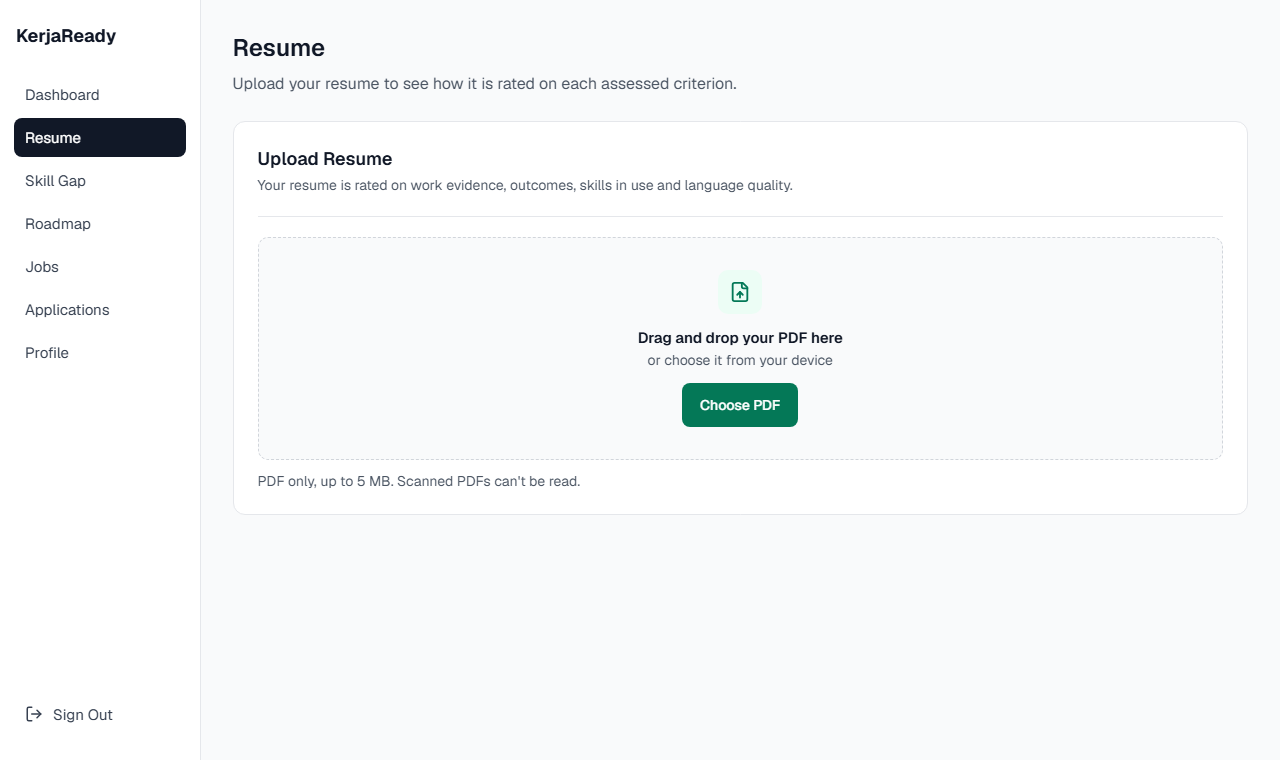 KerjaReady
Dashboard
Resume
Skill Gap
Roadmap
Jobs
Applications
Profile
Sign Out
Resume
Upload your resume to see how it is rated on each assessed criterion.
Upload Resume
Your resume is rated on work evidence, outcomes, skills in use and language quality.
Drag and drop your PDF here
or choose it from your device
Choose PDF
PDF only, up to 5 MB. Scanned PDFs can't be read.